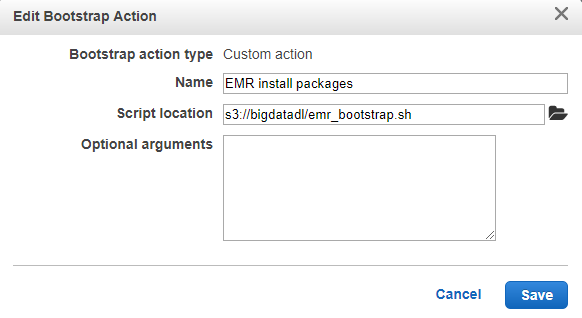 Edit Bootstrap Action
Bootstrap action type Custom action
Name EMR install packages
Script location s3://bigdatadl/emr_bootstrap.sh
Optional arguments
Cancel Save